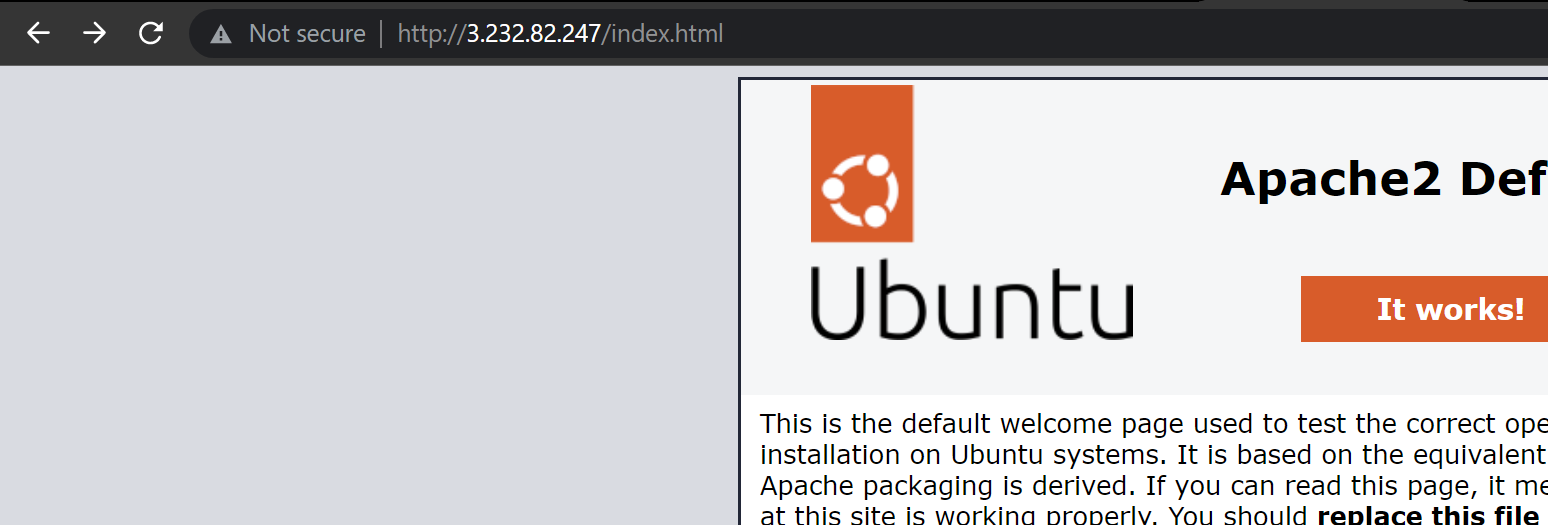 Not secure | http://3.232.82.247/index.html
Apache2 Def
Ubuntu
It works!
This is the default welcome page used to test the correct ope
installation on Ubuntu systems. It is based on the equivalent
Apache packaging is derived. If you can read this page, it me
at this site is working properly. You should replace this file